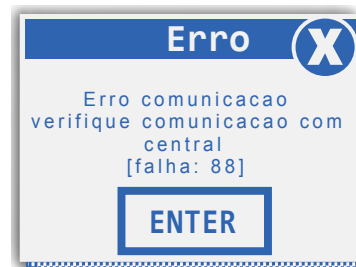 Erro
X
Erro comunicacao
verifique comunicacao com
central
[falha: 88]
ENTER